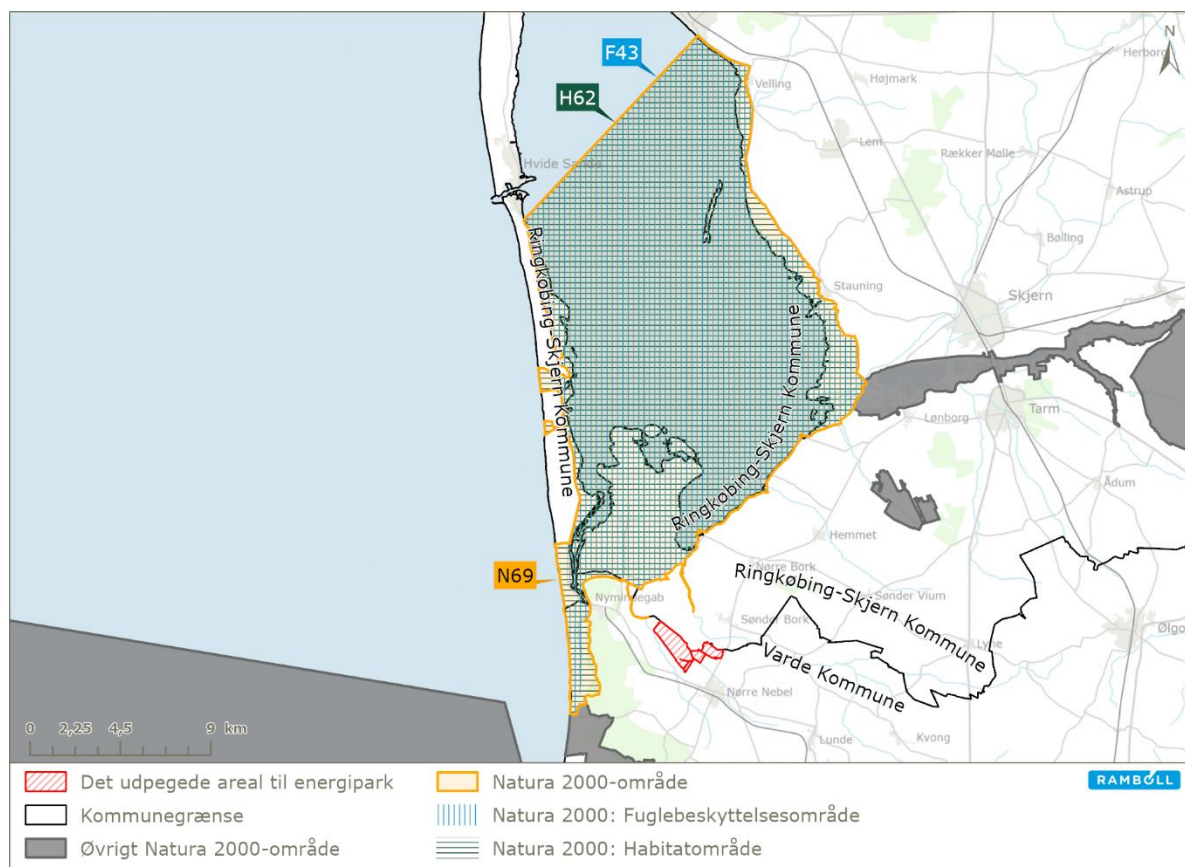 N
F43
Herborg
Velling
Højmark
H62
Lem
Rækker Mølle
Hvide Sande
Astrup
Bølling
Ringkøbing-Skjern Kommune
Stauning
Skjern
Ringkøbing-Skjern Kommune
Lønborg
Tarm
Ådum
Hemmet
N69
Nørre Bork
Ringkøbing-Skjern Kommune
Nymindegab
Sønder Vium
Sønder Bork
Ølgo
Lyne
Varde Kommune
Nørre Nebel
0 2,25 4,5 9 km
Lunde
Kvong
Det udpegede areal til energipark
Natura 2000-område
RAMBOLL
Kommunegrænse
Natura 2000: Fuglebeskyttelsesområde
Øvrigt Natura 2000-område
Natura 2000: Habitatområde